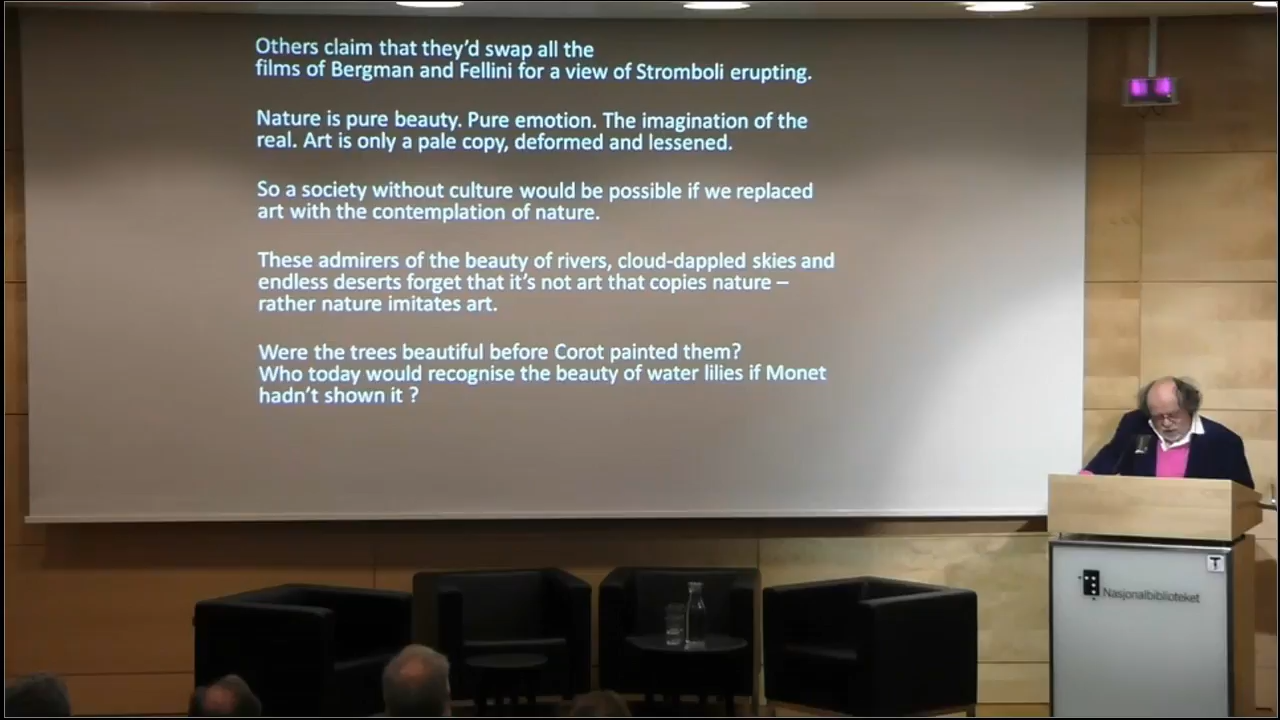 Others claim that they'd swap all the
films of Bergman and Fellini for a view of Stromboli erupting.
Nature is pure beauty. Pure emotion. The imagination of the
real. Art is only a pale copy, deformed and lessened.
So a society without culture would be possible if we replaced
art with the contemplation of nature.
These admirers of the beauty of rivers, cloud-dappled skies and
endless deserts forget that it's not art that copies nature –
rather nature imitates art.
Were the trees beautiful before Corot painted them?
Who today would recognise the beauty of water lilies if Monet
hadn't shown it ?
Nasjonalbiblioteket
T